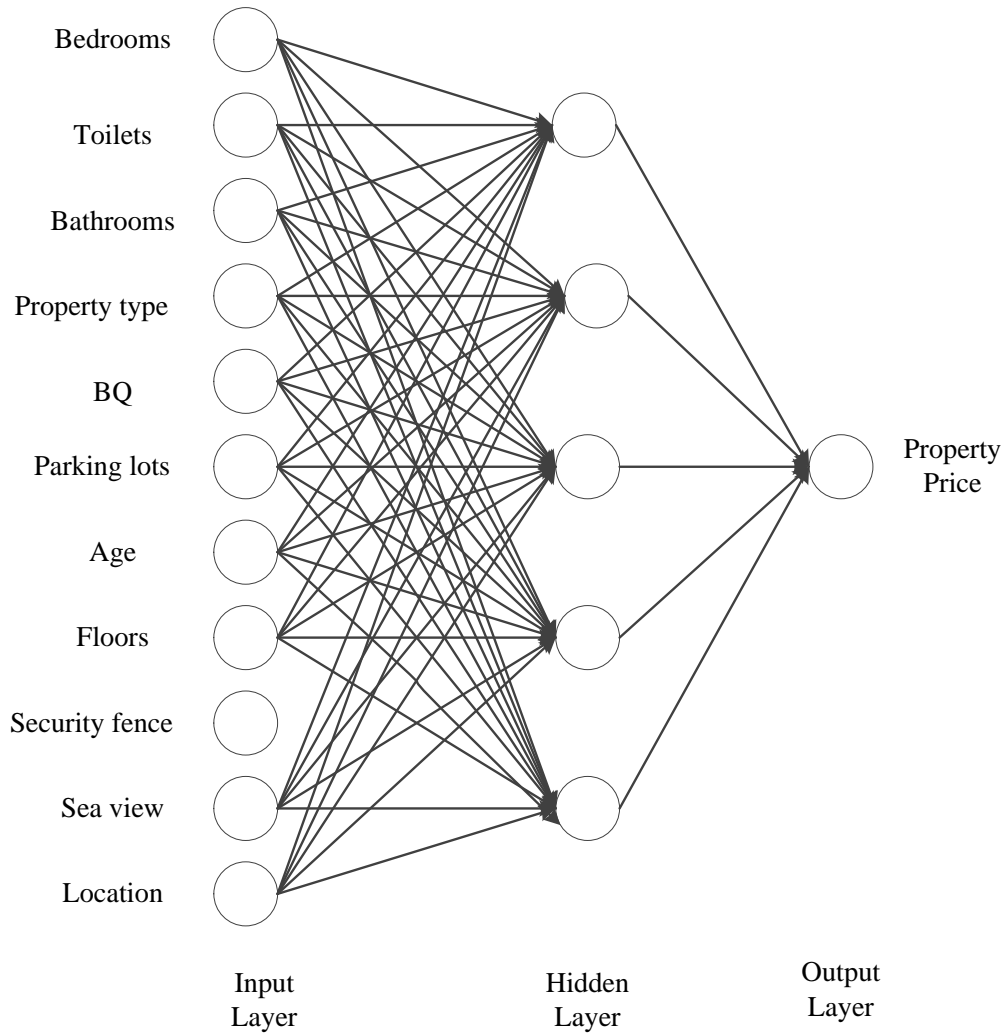 Bedrooms
Toilets
Bathrooms
Property type
BQ
Parking lots
Age
Floors
Security fence
Sea view
Location
Property
Price
Input
Layer
Hidden
Layer
Output
Layer